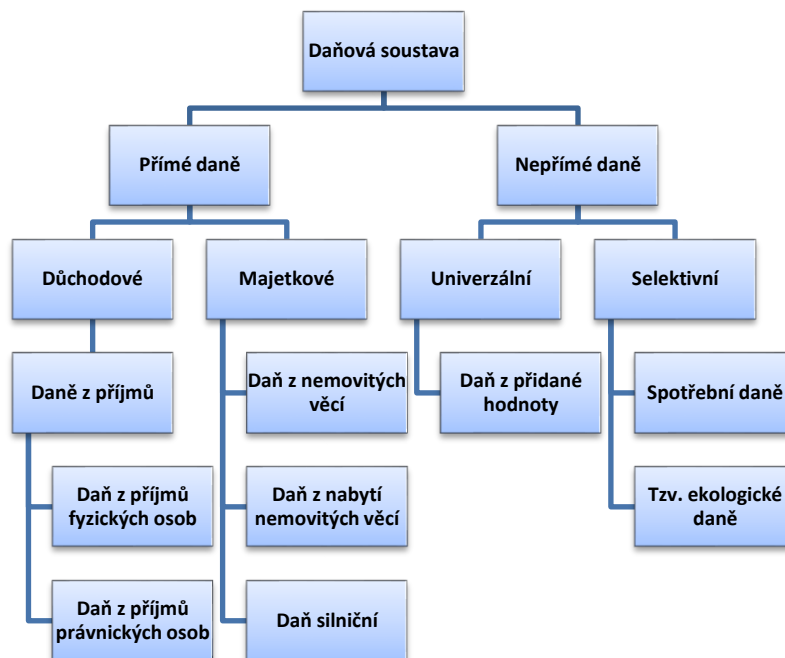 Daňová soustava
Přímé daně
Nepřímé daně
Důchodové
Majetkové
Univerzální
Selektivní
Daně z příjmů
Daň z nemovitých
věcí
Daň z přidané
hodnoty
Spotřební daně
Daň z příjmů
fyzických osob
Daň z nabytí
nemovitých věcí
Tzv. ekologické
daně
Daň z příjmů
právnických osob
Daň silniční